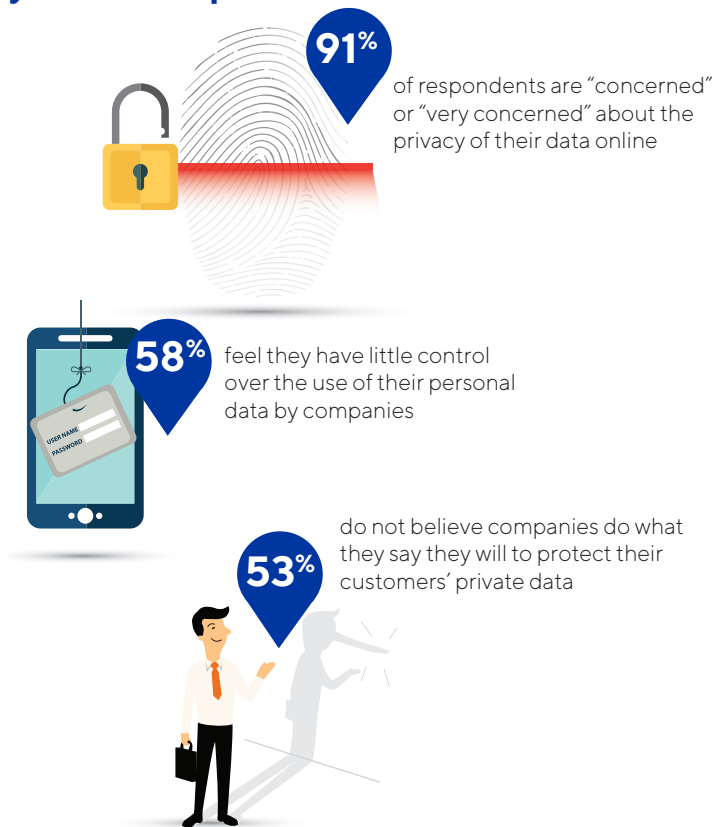 91%
of respondents are “concerned”
or “very concerned” about the
privacy of their data online
58%
feel they have little control
over the use of their personal
data by companies
USER NAME
PASSWORD
53%
do not believe companies do what
they say they will to protect their
customers’ private data